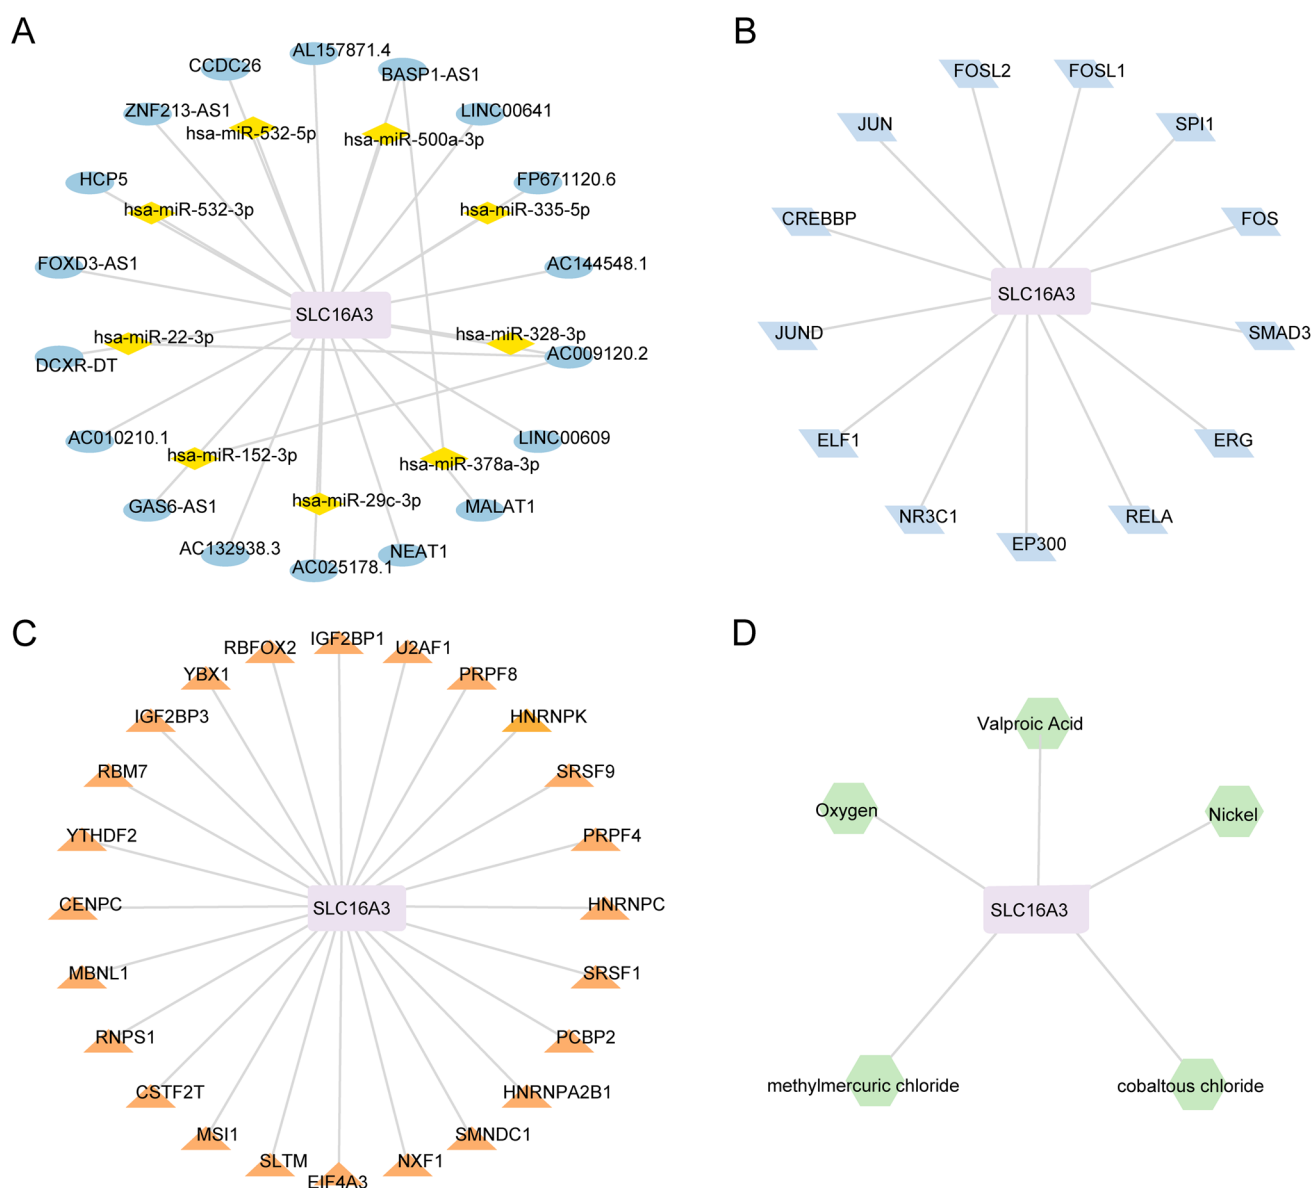 A
B
AL157871.4
CCDC26
BASP1-AS1
ZNF213-AS1
LINC00641
hsa-miR-532-5p
hsa-miR-500a-3p
HCP5
FP671120.6
hsa-miR-532-3p
hsa-miR-335-5p
FOXD3-AS1
AC144548.1
SLC16A3
hsa-miR-22-3p
hsa-miR-328-3p
DCXR-DT
AC009120.2
AC010210.1
LINC00609
hsa-miR-152-3p
hsa-miR-378a-3p
GAS6-AS1
hsa-miR-29c-3p
MALAT1
AC132938.3
AC025178.1
NEAT1
FOSL2
FOSL1
JUN
SPI1
CREBBP
FOS
SLC16A3
JUND
SMAD3
ELF1
ERG
NR3C1
RELA
EP300
C
D
IGF2BP1
RBFOX2
U2AF1
YBX1
PRPF8
IGF2BP3
HNRNPK
RBM7
SRSF9
YTHDF2
PRPF4
CENPC
SLC16A3
HNRNPC
MBNL1
SRSF1
RNPS1
PCBP2
CSTF2T
HNRNPA2B1
MSI1
SMNDC1
SLTM
NXF1
EIF4A3
Valproic Acid
Oxygen
Nickel
SLC16A3
methylmercuric chloride
cobaltous chloride